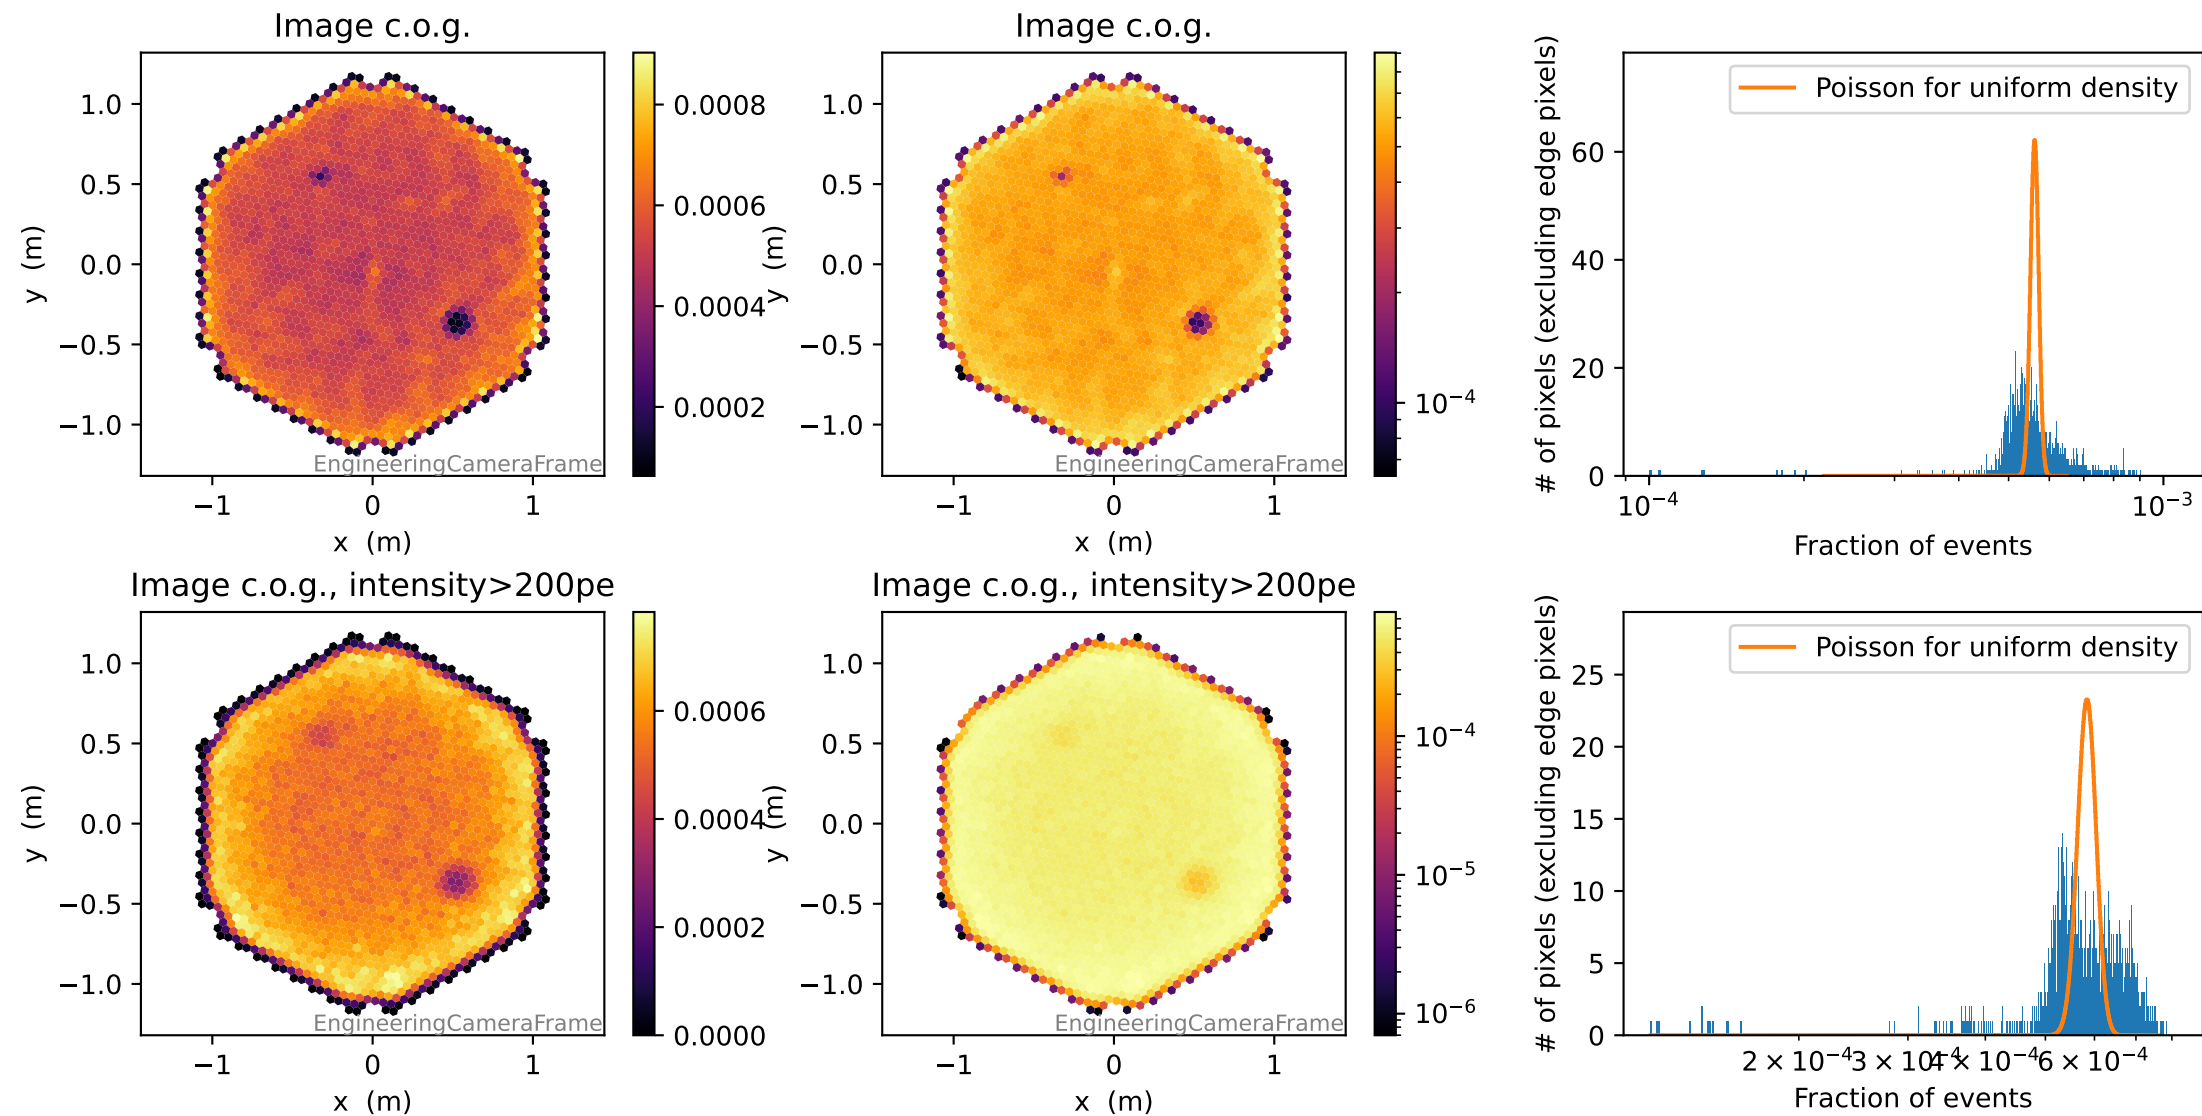 Image c.o.g.
1.0
0.5
0.0
−0.5
−1.0
y (m)
−1 0 1
x (m)
EngineeringCameraFrame
0.0008
0.0006
0.0004
0.0002
Image c.o.g.
1.0
0.5
0.0
−0.5
−1.0
y (m)
−1 0 1
x (m)
EngineeringCameraFrame
10⁻⁴
Poisson for uniform density
# of pixels (excluding edge pixels)
60
40
20
0
10⁻⁴ 10⁻³
Fraction of events
Image c.o.g., intensity>200pe
1.0
0.5
0.0
−0.5
−1.0
y (m)
−1 0 1
x (m)
EngineeringCameraFrame
0.0006
0.0004
0.0002
0.0000
Image c.o.g., intensity>200pe
1.0
0.5
0.0
−0.5
−1.0
y (m)
−1 0 1
x (m)
EngineeringCameraFrame
10⁻⁴
10⁻⁵
10⁻⁶
Poisson for uniform density
# of pixels (excluding edge pixels)
25
20
15
10
5
0
2 × 10⁻⁴ 3 × 10⁻⁴ 4 × 10⁻⁴ 6 × 10⁻⁴
Fraction of events